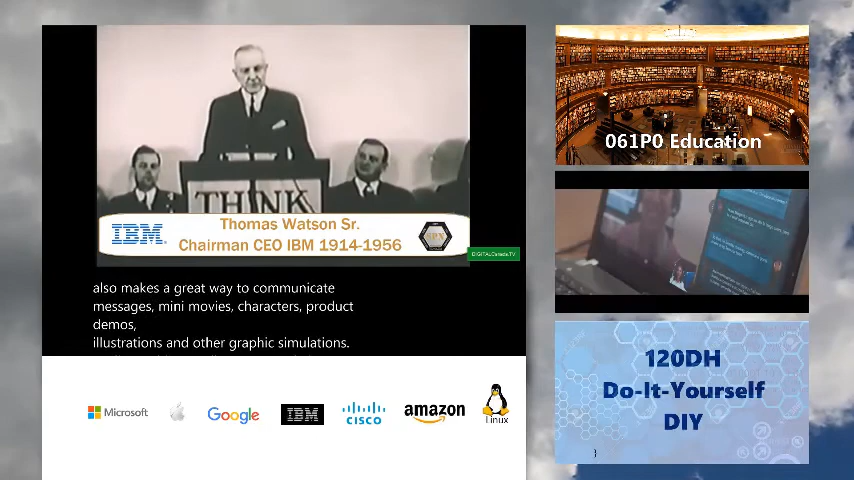 THINK
IBM
Thomas Watson Sr.
Chairman CEO IBM 1914-1956
DIGITALCanada.TV
also makes a great way to communicate
messages, mini movies, characters, product
demos,
illustrations and other graphic simulations.
Microsoft
Google
IBM
CISCO
amazon
Linux
061P0 Education
120DH
Do-It-Yourself
DIY
}